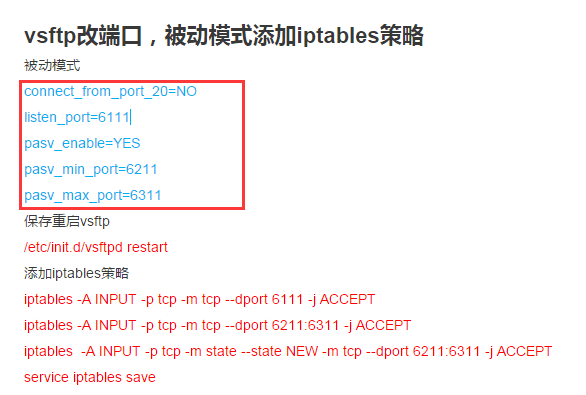 vsftp改端口，被动模式添加iptables策略
被动模式
connect_from_port_20=NO
listen_port=6111
pasv_enable=YES
pasv_min_port=6211
pasv_max_port=6311
保存重启vsftp
/etc/init.d/vsftpd restart
添加iptables策略
iptables -A INPUT -p tcp -m tcp --dport 6111 -j ACCEPT
iptables -A INPUT -p tcp -m tcp --dport 6211:6311 -j ACCEPT
iptables  -A INPUT -p tcp -m state --state NEW -m tcp --dport 6211:6311 -j ACCEPT
service iptables save